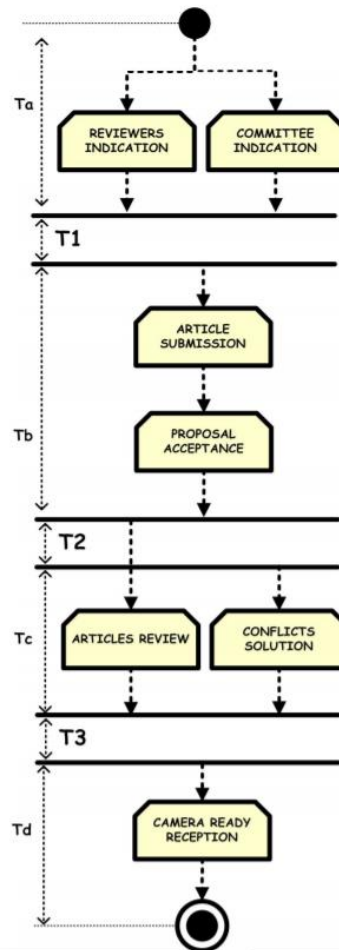 Ta
REVIEWERS
INDICATION
COMMITTEE
INDICATION
T1
ARTICLE
SUBMISSION
Tb
PROPOSAL
ACCEPTANCE
T2
Tc
ARTICLES REVIEW
CONFLICTS
SOLUTION
T3
Td
CAMERA READY
RECEPTION